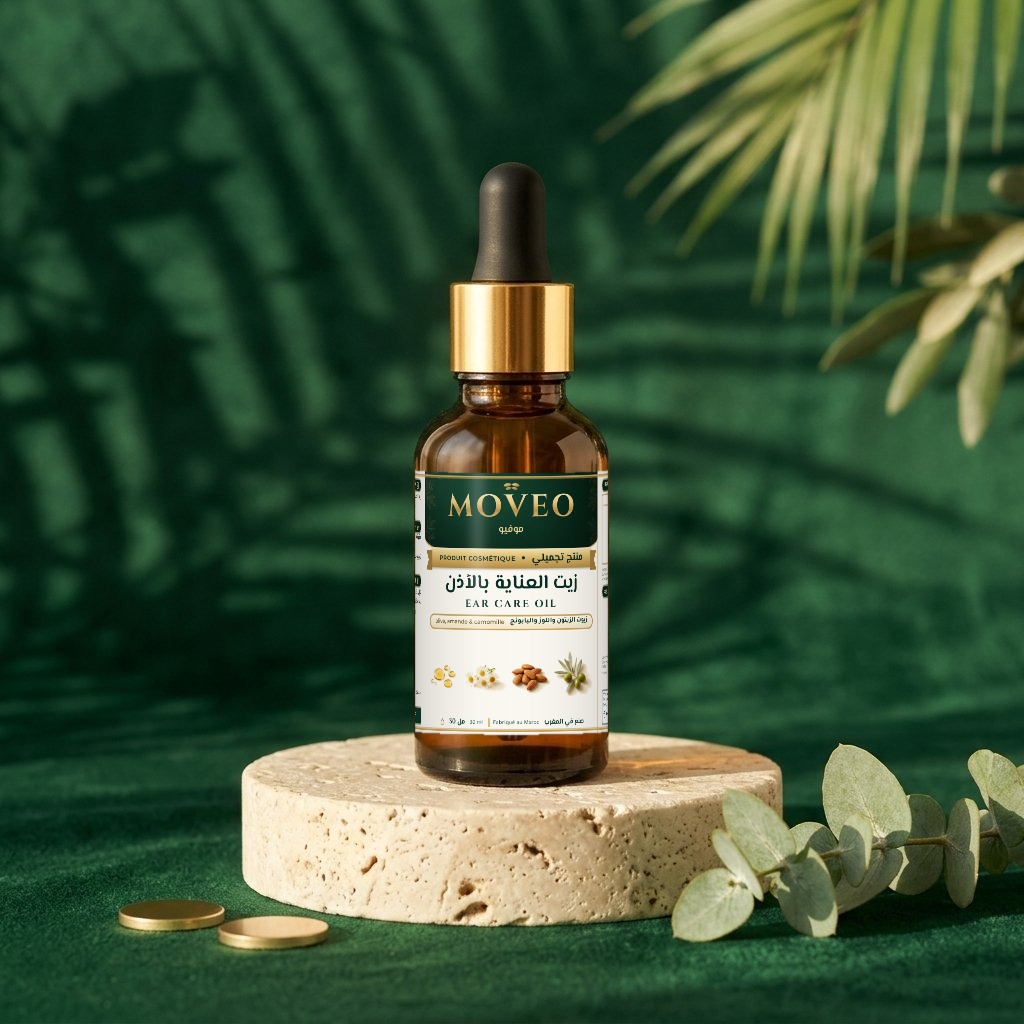 MOVEO
موفيو
PRODUIT COSMÉTIQUE • منتج تجميلي
زيت العناية بالأذن
EAR CARE OIL
olive, amande & camomille زيوت الزيتون واللوز والبابونج
30 مل 30 ml | Fabriqué au Maroc صنع في المغرب